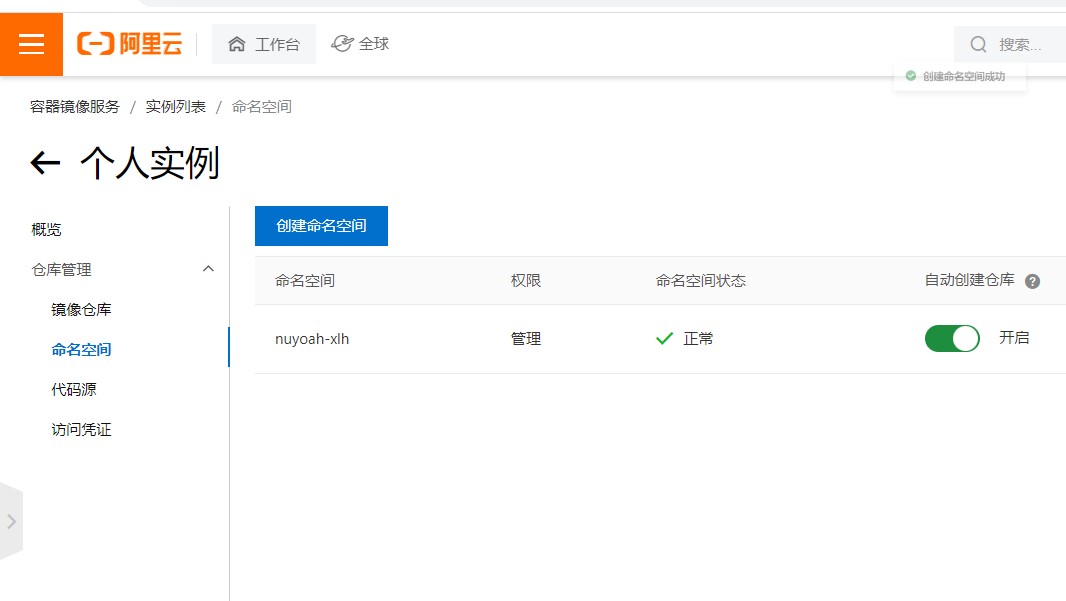 阿里云 工作台 全球 搜索...
创建命名空间成功
容器镜像服务 / 实例列表 / 命名空间
个人实例
概览
仓库管理
镜像仓库
命名空间
代码源
访问凭证
创建命名空间
命名空间 权限 命名空间状态 自动创建仓库
nuyoah-xlh 管理 正常 开启